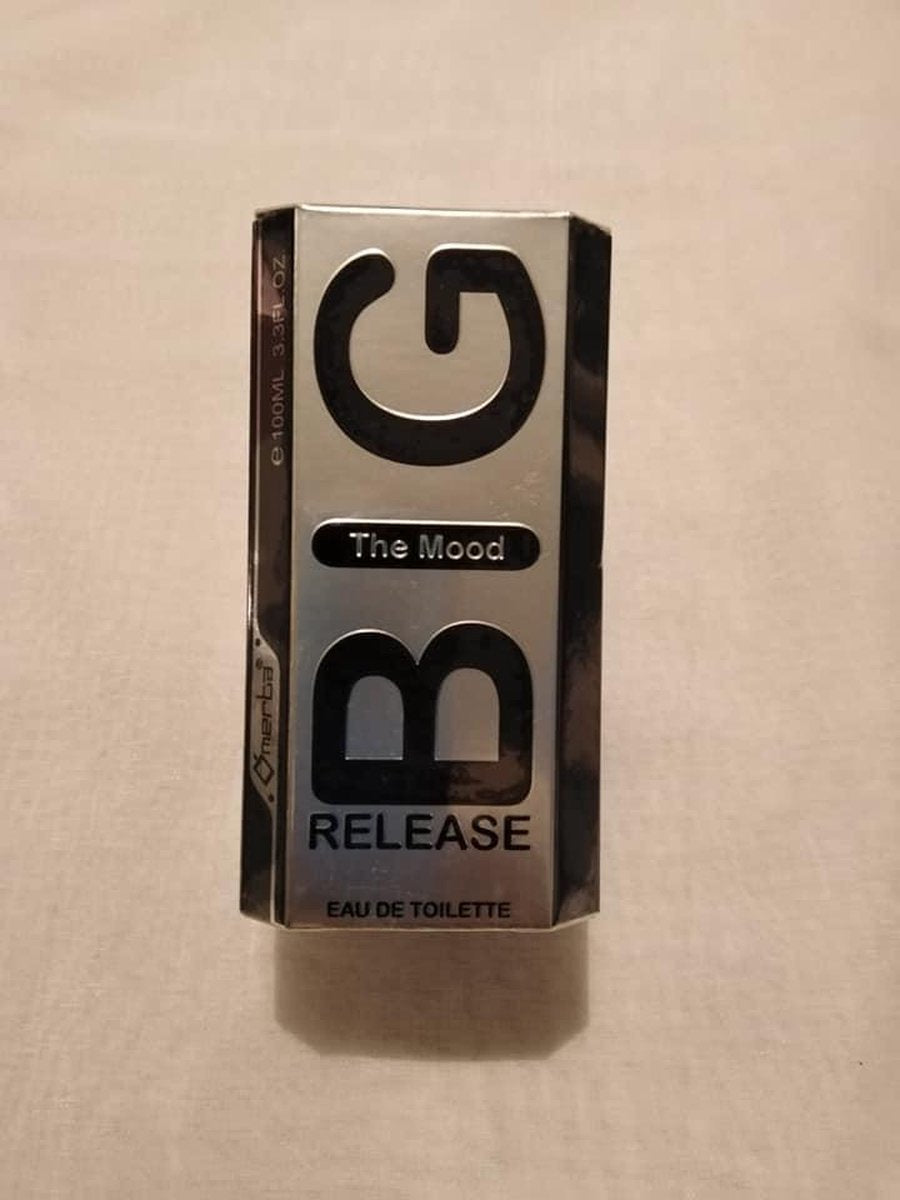 BIG
The Mood
RELEASE
EAU DE TOILETTE
e 100ML 3.3FL.OZ
Omerta®